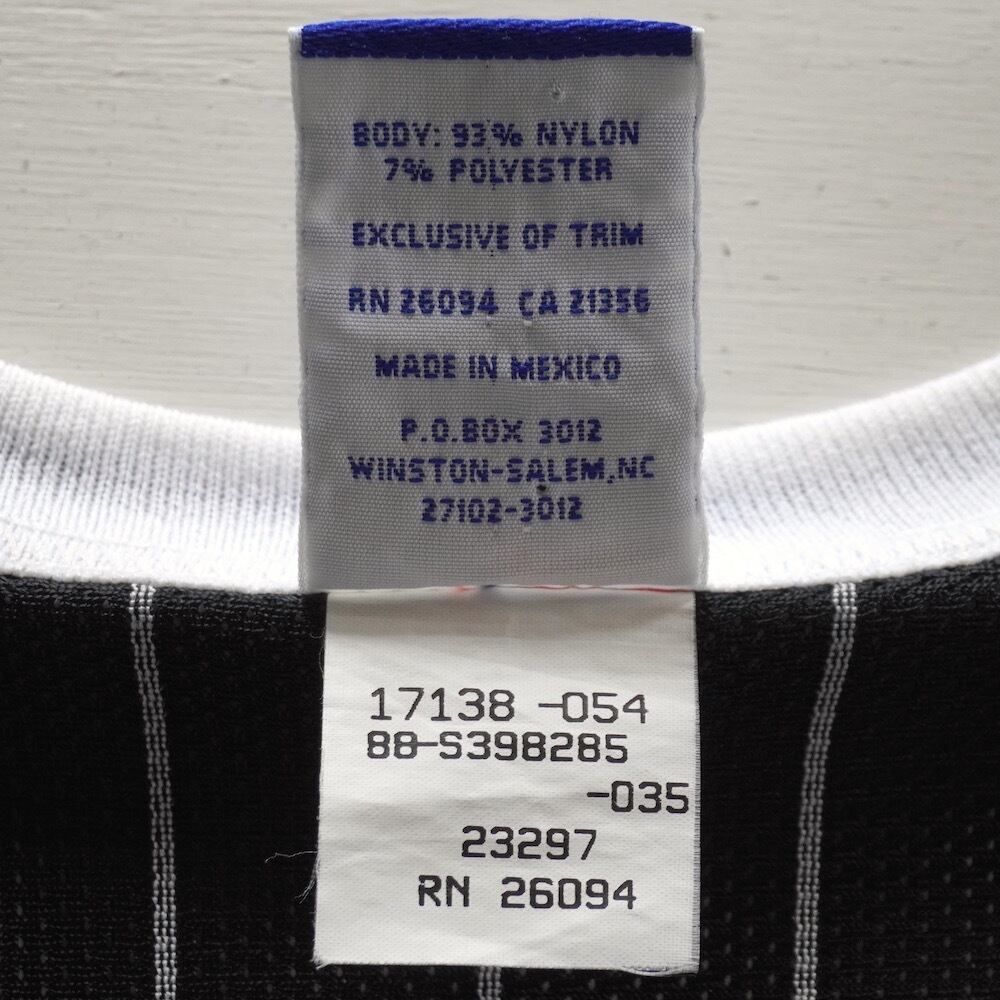 BODY: 93% NYLON
7% POLYESTER
EXCLUSIVE OF TRIM
RN 26094 CA 21356
MADE IN MEXICO
P.O.BOX 3012
WINSTON-SALEM,NC
27102-3012
17138 -054
88-S398285
-035
23297
RN 26094